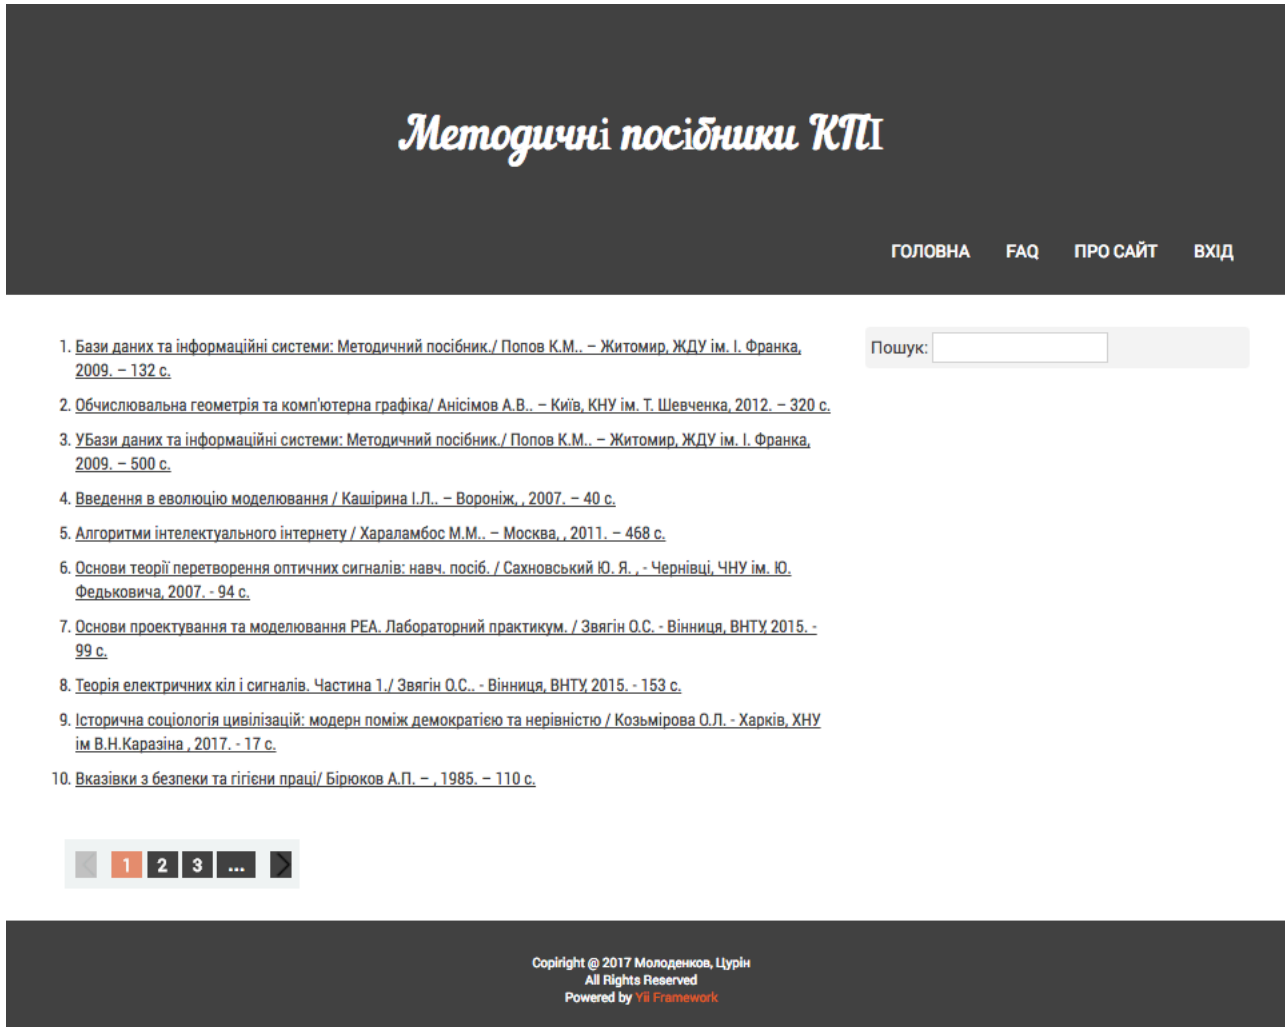 Методичні посібники КПІ
ГОЛОВНА FAQ ПРО САЙТ ВХІД
1. Бази даних та інформаційні системи: Методичний посібник./ Попов К.М.. – Житомир, ЖДУ ім. І. Франка,
2009. – 132 с.
2. Обчислювальна геометрія та комп'ютерна графіка/ Анісімов А.В.. – Київ, КНУ ім. Т. Шевченка, 2012. – 320 с.
3. УБази даних та інформаційні системи: Методичний посібник./ Попов К.М.. – Житомир, ЖДУ ім. І. Франка,
2009. – 500 с.
4. Введення в еволюцію моделювання / Кашіріна І.Л.. – Вороніж, , 2007. – 40 с.
5. Алгоритми інтелектуального інтернету / Хараламбос М.М.. – Москва, , 2011. – 468 с.
6. Основи теорії перетворення оптичних сигналів: навч. посіб. / Сахновський Ю. Я. , - Чернівці, ЧНУ ім. Ю.
Федьковича, 2007. - 94 с.
7. Основи проектування та моделювання РЕА. Лабораторний практикум. / Звягін О.С. - Вінниця, ВНТУ, 2015. -
99 с.
8. Теорія електричних кіл і сигналів. Частина 1./ Звягін О.С.. - Вінниця, ВНТУ, 2015. - 153 с.
9. Історична соціологія цивілізацій: модерн поміж демократією та нерівністю / Козьмірова О.Л. - Харків, ХНУ
ім В.Н.Каразіна , 2017. - 17 с.
10. Вказівки з безпеки та гігієни праці/ Бірюков А.П. – , 1985. – 110 с.
Пошук:
1 2 3 ...
Copiright @ 2017 Молоденков, Цурін
All Rights Reserved
Powered by Yii Framework